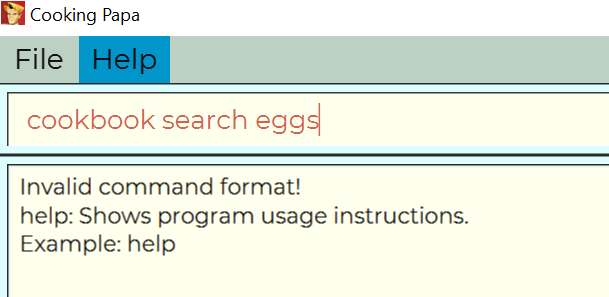 Cooking Papa
File Help
cookbook search eggs
Invalid command format!
help: Shows program usage instructions.
Example: help